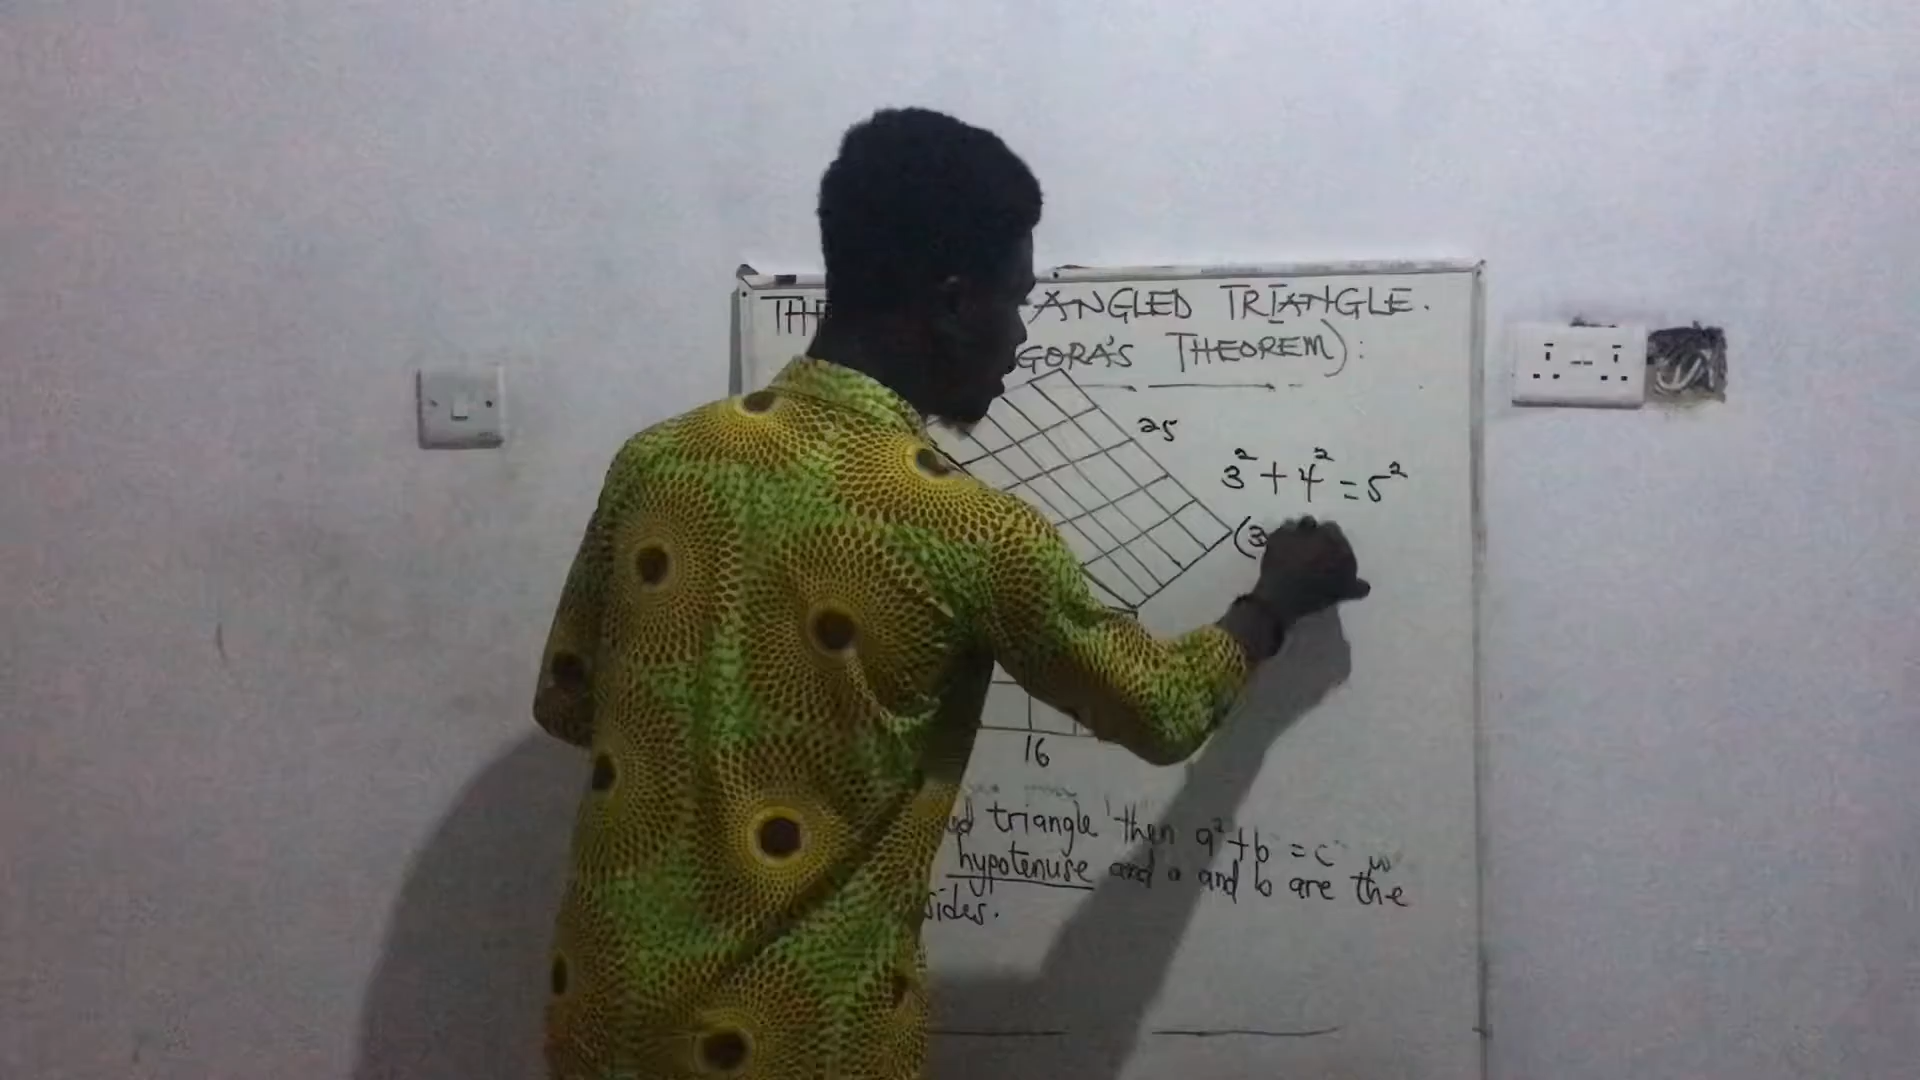 TH ANGLED TRIANGLE.
GORA'S THEOREM):
25
3² + 4² = 5²
(3
16
triangle then a²+b = c
hypotenuse and a and b are the
sides.